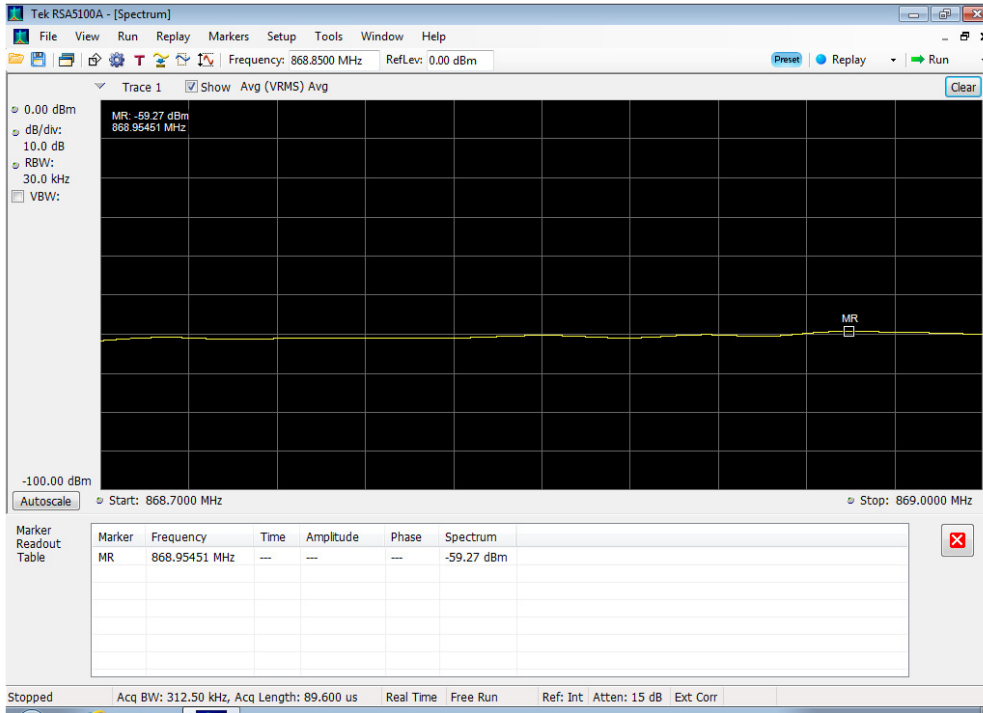 Tek RSA5100A - [Spectrum]
File View Run Replay Markers Setup Tools Window Help
T Frequency: 868.8500 MHz RefLev: 0.00 dBm Preset Replay Run
Trace 1 Show Avg (VRMS) Avg Clear
0.00 dBm
dB/div:
10.0 dB
RBW:
30.0 kHz
VBW:
MR: -59.27 dBm
868.95451 MHz
MR
-100.00 dBm
Autoscale Start: 868.7000 MHz Stop: 869.0000 MHz
Marker
Readout
Table
Marker Frequency Time Amplitude Phase Spectrum
MR 868.95451 MHz --- --- --- -59.27 dBm
Stopped Acq BW: 312.50 kHz, Acq Length: 89.600 us Real Time Free Run Ref: Int Atten: 15 dB Ext Corr